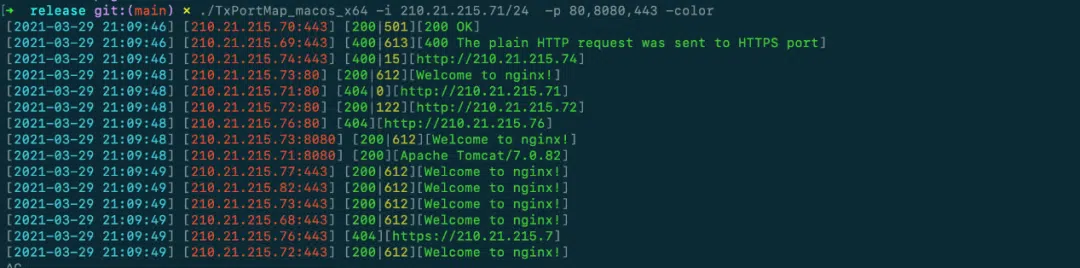 [➜  release git:(main) × ./TxPortMap_macos_x64 -i 210.21.215.71/24  -p 80,8080,443 -color
[2021-03-29 21:09:46] [210.21.215.70:443] [200|501][200 OK]
[2021-03-29 21:09:46] [210.21.215.69:443] [400|613][400 The plain HTTP request was sent to HTTPS port]
[2021-03-29 21:09:46] [210.21.215.74:443] [400|15][http://210.21.215.74]
[2021-03-29 21:09:48] [210.21.215.73:80] [200|612][Welcome to nginx!]
[2021-03-29 21:09:48] [210.21.215.71:80] [404|0][http://210.21.215.71]
[2021-03-29 21:09:48] [210.21.215.72:80] [200|122][http://210.21.215.72]
[2021-03-29 21:09:48] [210.21.215.76:80] [404][http://210.21.215.76]
[2021-03-29 21:09:48] [210.21.215.73:8080] [200|612][Welcome to nginx!]
[2021-03-29 21:09:48] [210.21.215.71:8080] [200][Apache Tomcat/7.0.82]
[2021-03-29 21:09:49] [210.21.215.77:443] [200|612][Welcome to nginx!]
[2021-03-29 21:09:49] [210.21.215.82:443] [200|612][Welcome to nginx!]
[2021-03-29 21:09:49] [210.21.215.73:443] [200|612][Welcome to nginx!]
[2021-03-29 21:09:49] [210.21.215.68:443] [200|612][Welcome to nginx!]
[2021-03-29 21:09:49] [210.21.215.76:443] [404][https://210.21.215.7]
[2021-03-29 21:09:49] [210.21.215.72:443] [200|612][Welcome to nginx!]